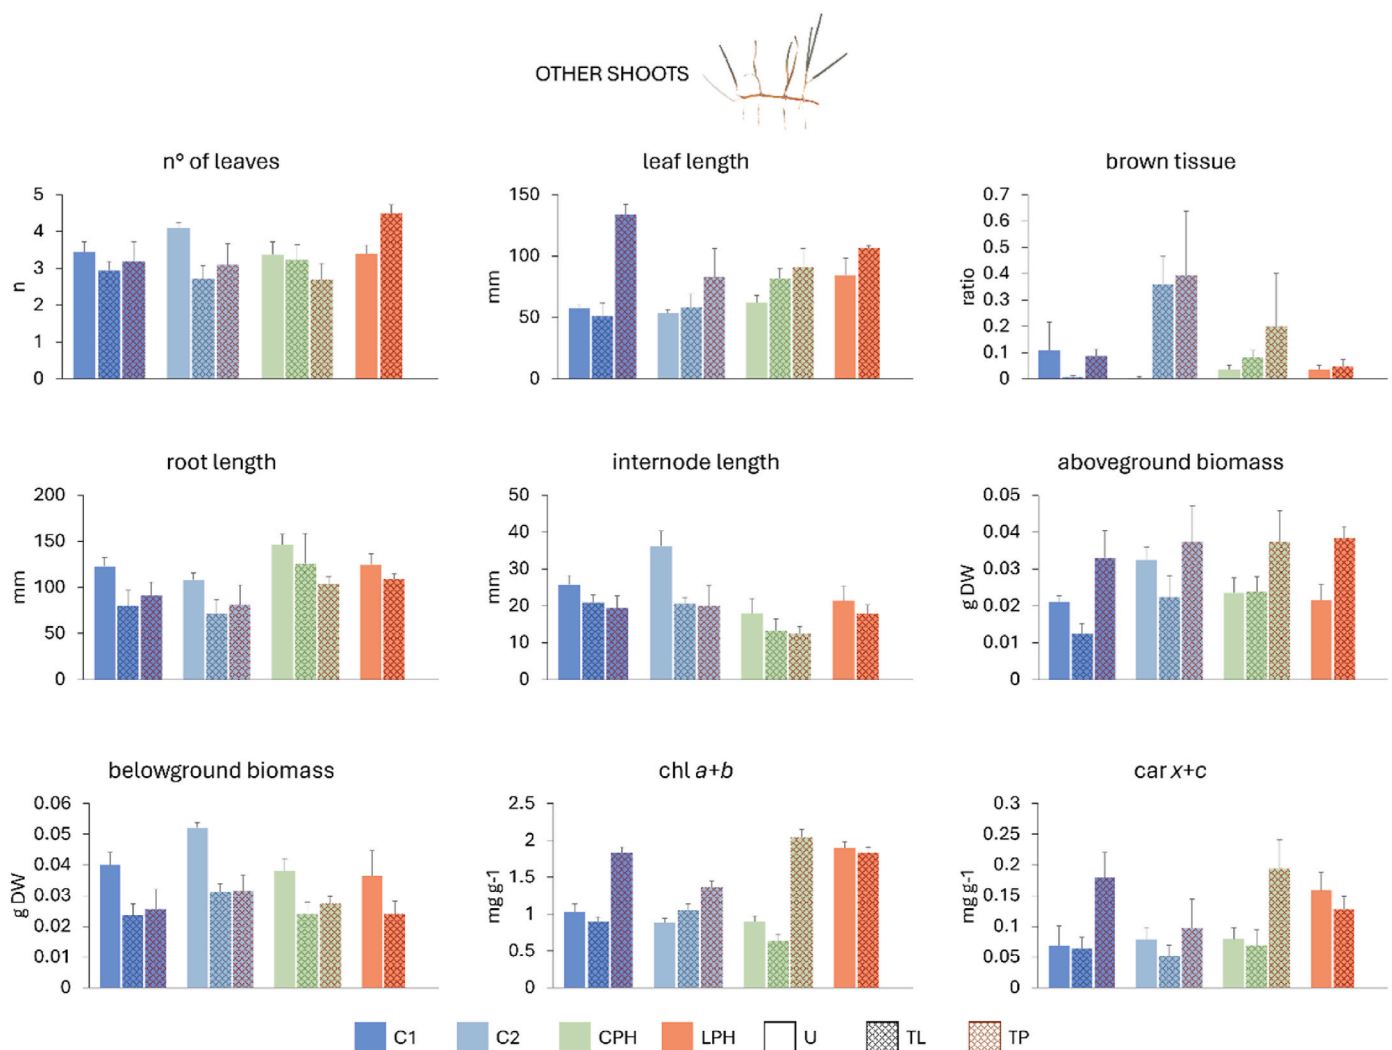 OTHER SHOOTS
n° of leaves
5
4
3
2
1
0
n
leaf length
150
100
50
0
mm
brown tissue
0.7
0.6
0.5
0.4
0.3
0.2
0.1
0
ratio
root length
200
150
100
50
0
mm
internode length
50
40
30
20
10
0
mm
aboveground biomass
0.05
0.04
0.03
0.02
0.01
0
g DW
belowground biomass
0.06
0.05
0.04
0.03
0.02
0.01
0
g DW
chl a+b
2.5
2
1.5
1
0.5
0
mg g-1
car x+c
0.3
0.25
0.2
0.15
0.1
0.05
0
mg g-1
C1 C2 CPH LPH U TL TP